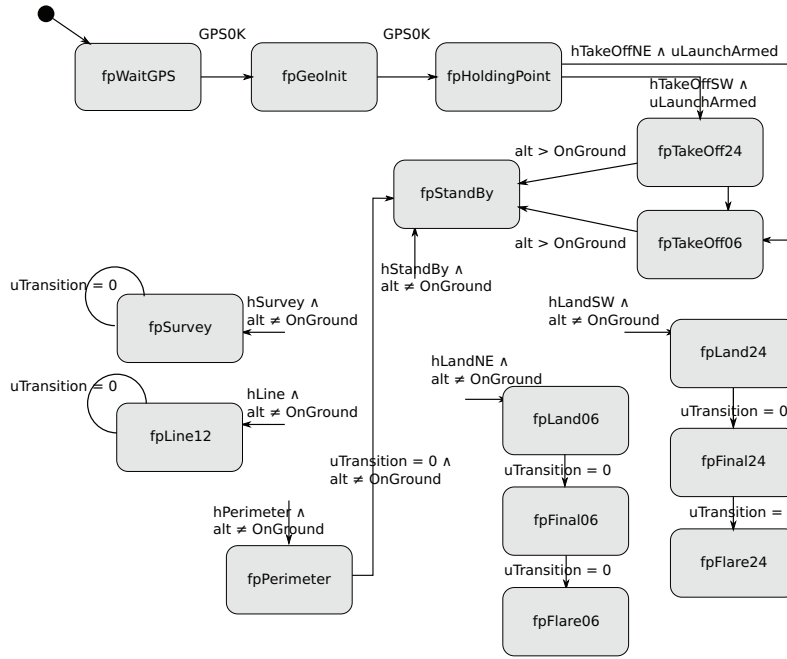 GPS0K
GPS0K
hTakeOffNE ∧ uLaunchArmed
fpWaitGPS
fpGeoInit
fpHoldingPoint
hTakeOffSW ∧
uLaunchArmed
alt > OnGround
fpTakeOff24
fpStandBy
alt > OnGround
fpTakeOff06
hStandBy ∧
alt ≠ OnGround
uTransition = 0
hSurvey ∧
alt ≠ OnGround
fpSurvey
hLandSW ∧
alt ≠ OnGround
fpLand24
hLandNE ∧
alt ≠ OnGround
uTransition = 0
hLine ∧
alt ≠ OnGround
fpLine12
fpLand06
uTransition = 0
uTransition = 0 ∧
alt ≠ OnGround
uTransition = 0
fpFinal24
hPerimeter ∧
alt ≠ OnGround
fpFinal06
uTransition =
fpPerimeter
uTransition = 0
fpFlare24
fpFlare06